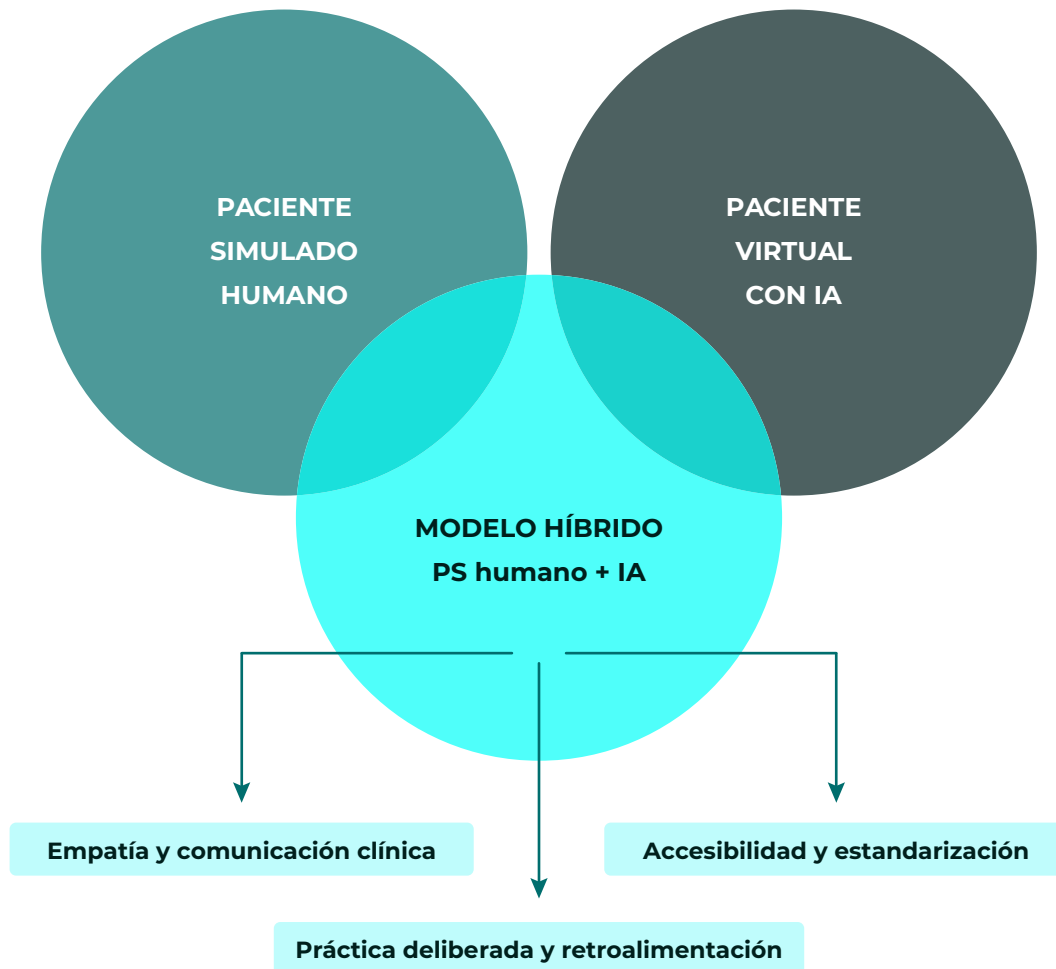 PACIENTE
SIMULADO
HUMANO
PACIENTE
VIRTUAL
CON IA
MODELO HÍBRIDO
PS humano + IA
Empatía y comunicación clínica
Accesibilidad y estandarización
Práctica deliberada y retroalimentación